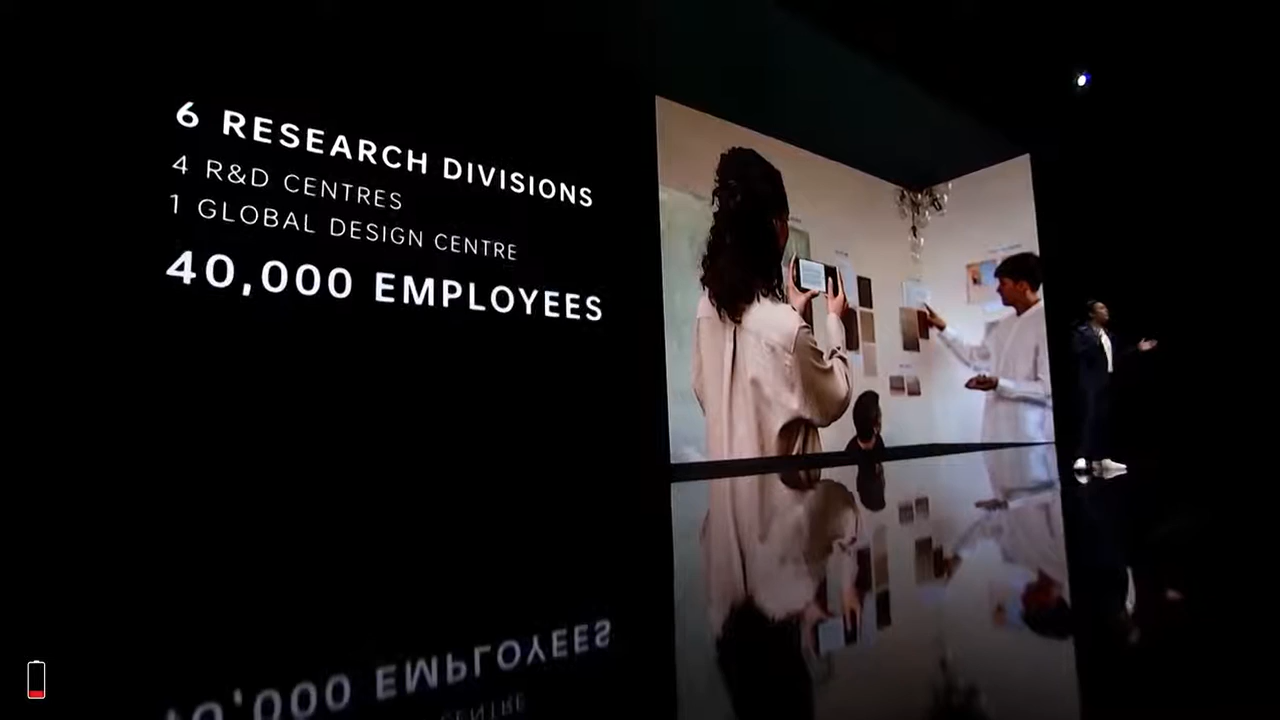 6 RESEARCH DIVISIONS
4 R&D CENTRES
1 GLOBAL DESIGN CENTRE
40,000 EMPLOYEES